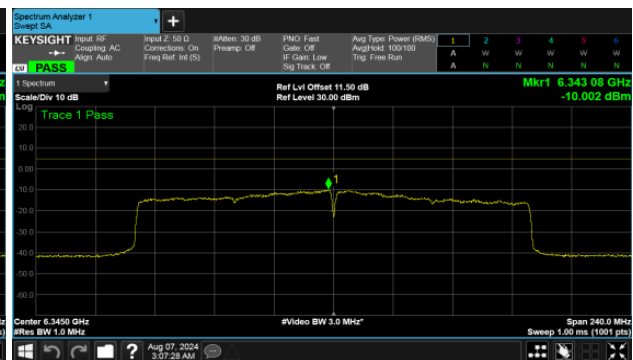 Spectrum Analyzer 1
Swept SA
+
KEYSIGHT Input: RF
Coupling: AC
Align: Auto
LXI PASS
Input Z: 50 Ω
Corrections: On
Freq Ref: Int (S)
#Atten: 30 dB
Preamp: Off
PNO: Fast
Gate: Off
IF Gain: Low
Sig Track: Off
Avg Type: Power (RMS)
Avg|Hold: 100/100
Trig: Free Run
1 2 3 4 5 6
A W W W W W
A N N N N N
1 Spectrum
Scale/Div 10 dB
Ref Lvl Offset 11.50 dB
Ref Level 30.00 dBm
Mkr1 6.343 08 GHz
-10.002 dBm
Log
Trace 1 Pass
20.0
10.0
0.00
-10.0
-20.0
-30.0
-40.0
-50.0
-60.0
1
Center 6.3450 GHz
#Res BW 1.0 MHz
#Video BW 3.0 MHz*
Span 240.0 MHz
Sweep 1.00 ms (1001 pts)
?
Aug 07, 2024
3:07:28 AM